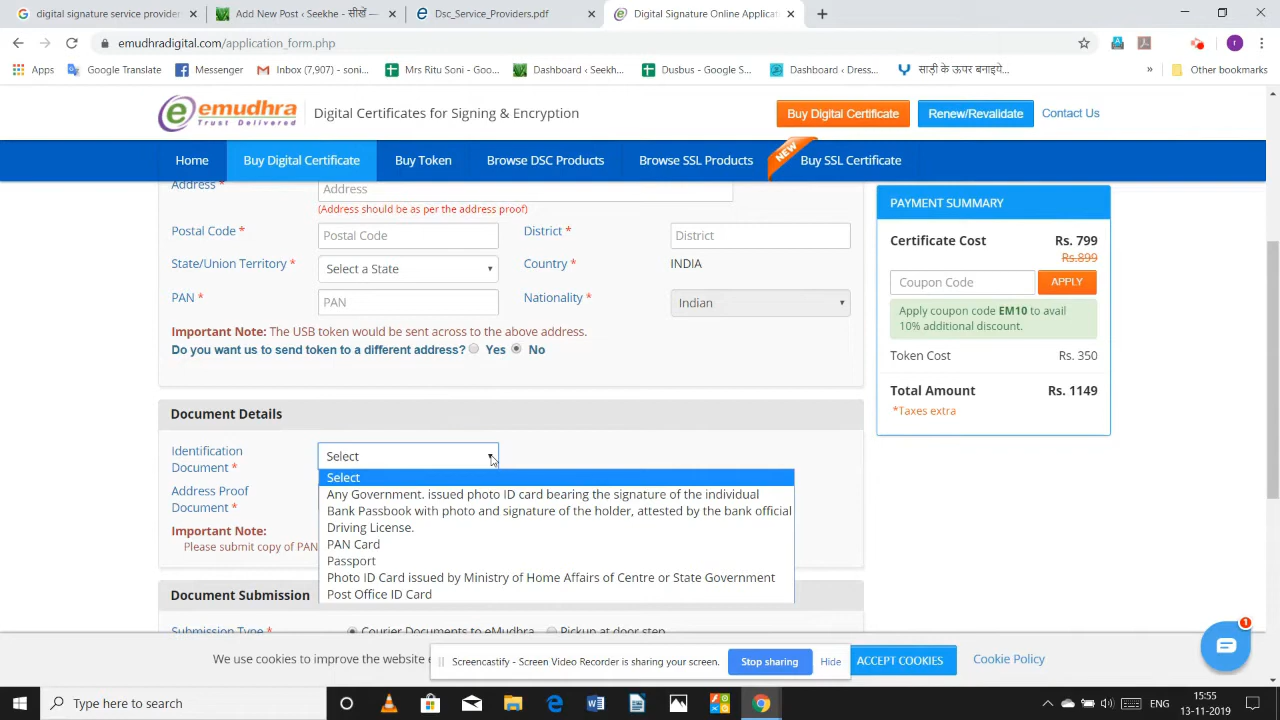 google digital signature
Add New Post ‹ Seekhe - सीखें
Dsc_Service_Providers.pdf
Digital Signature Online Applicat
emudhradigital.com/application_form.php
Apps
Google Translate
Messenger
Inbox (7,907) - soni...
Mrs Ritu Soni - Goo...
Dashboard ‹ Seekh...
Dusbus - Google S...
Dashboard ‹ Dress...
साड़ी के ऊपर बनाइपे...
»
Other bookmarks
emudhra
Trust Delivered
Digital Certificates for Signing & Encryption
Buy Digital Certificate
Renew/Revalidate
Contact Us
Home
Buy Digital Certificate
Buy Token
Browse DSC Products
Browse SSL Products
NEW
Buy SSL Certificate
Address *
Address
(Address should be as per the address proof)
Postal Code *
Postal Code
District *
District
State/Union Territory *
Select a State
Country *
INDIA
PAN *
PAN
Nationality *
Indian
Important Note: The USB token would be sent across to the above address.
Do you want us to send token to a different address? Yes No
PAYMENT SUMMARY
Certificate Cost
Rs. 799
Rs.899
Coupon Code
APPLY
Apply coupon code EM10 to avail
10% additional discount.
Token Cost
Rs. 350
Total Amount
Rs. 1149
*Taxes extra
Document Details
Identification
Document *
Select
Select
Any Government. issued photo ID card bearing the signature of the individual
Bank Passbook with photo and signature of the holder, attested by the bank official
Driving License.
PAN Card
Passport
Photo ID Card issued by Ministry of Home Affairs of Centre or State Government
Post Office ID Card
Address Proof
Document *
Important Note:
Please submit copy of PAN
Document Submission
Submission Type *
Courier Documents to eMudhra
Pickup at door step
1
We use cookies to improve the website
Screencastify - Screen Video Recorder is sharing your screen.
Stop sharing
Hide
ACCEPT COOKIES
Cookie Policy
Type here to search
ENG
15:55
13-11-2019